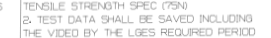 TENSILE STRENGTH SPEC (75N)
2. TEST DATA SHALL BE SAVED INCLUDING
THE VIDEO BY THE LGES REQUIRED PERIOD